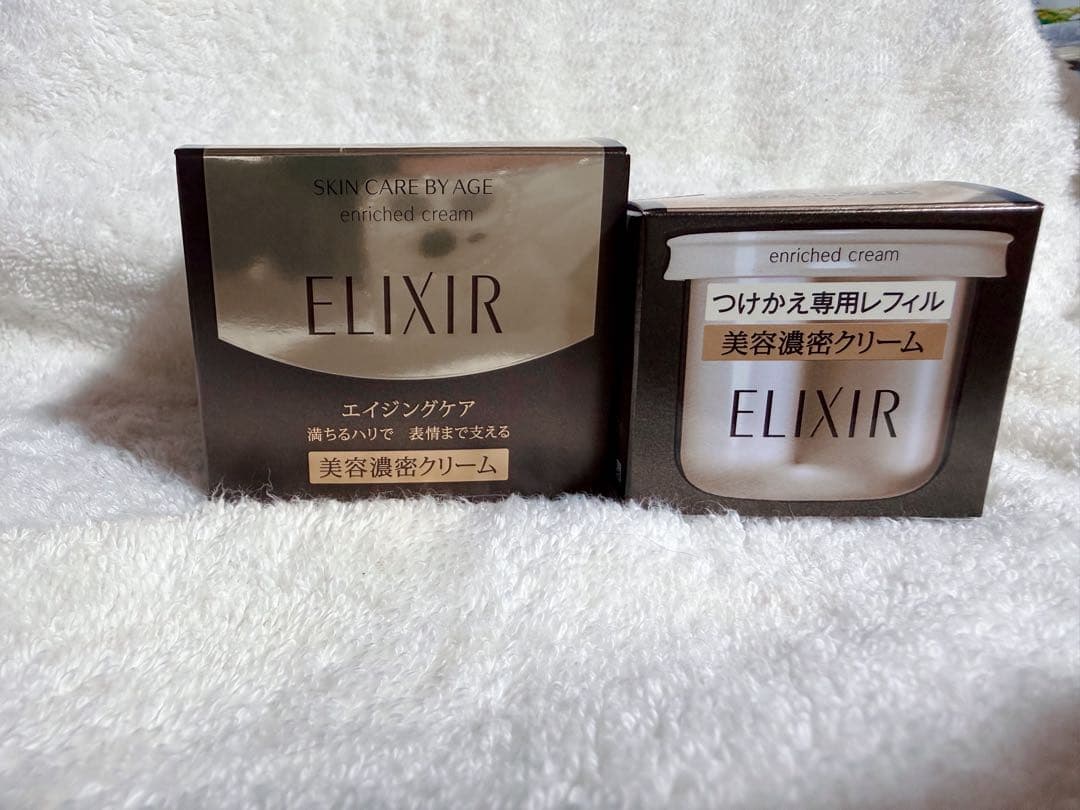 SKIN CARE BY AGE
enriched cream
ELIXIR
エイジングケア
満ちるハリで 表情まで支える
美容濃密クリーム
enriched cream
つけかえ専用レフィル
美容濃密クリーム
ELIXIR